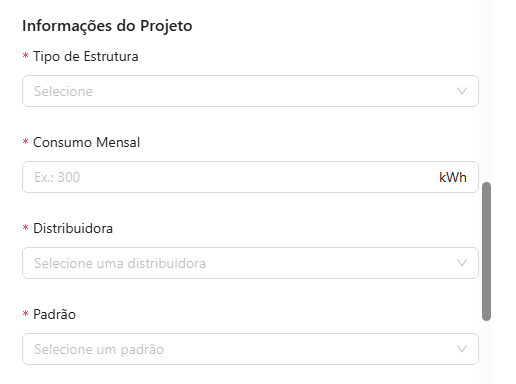 Informações do Projeto
* Tipo de Estrutura
Selecione
* Consumo Mensal
Ex.: 300 kWh
* Distribuidora
Selecione uma distribuidora
* Padrão
Selecione um padrão